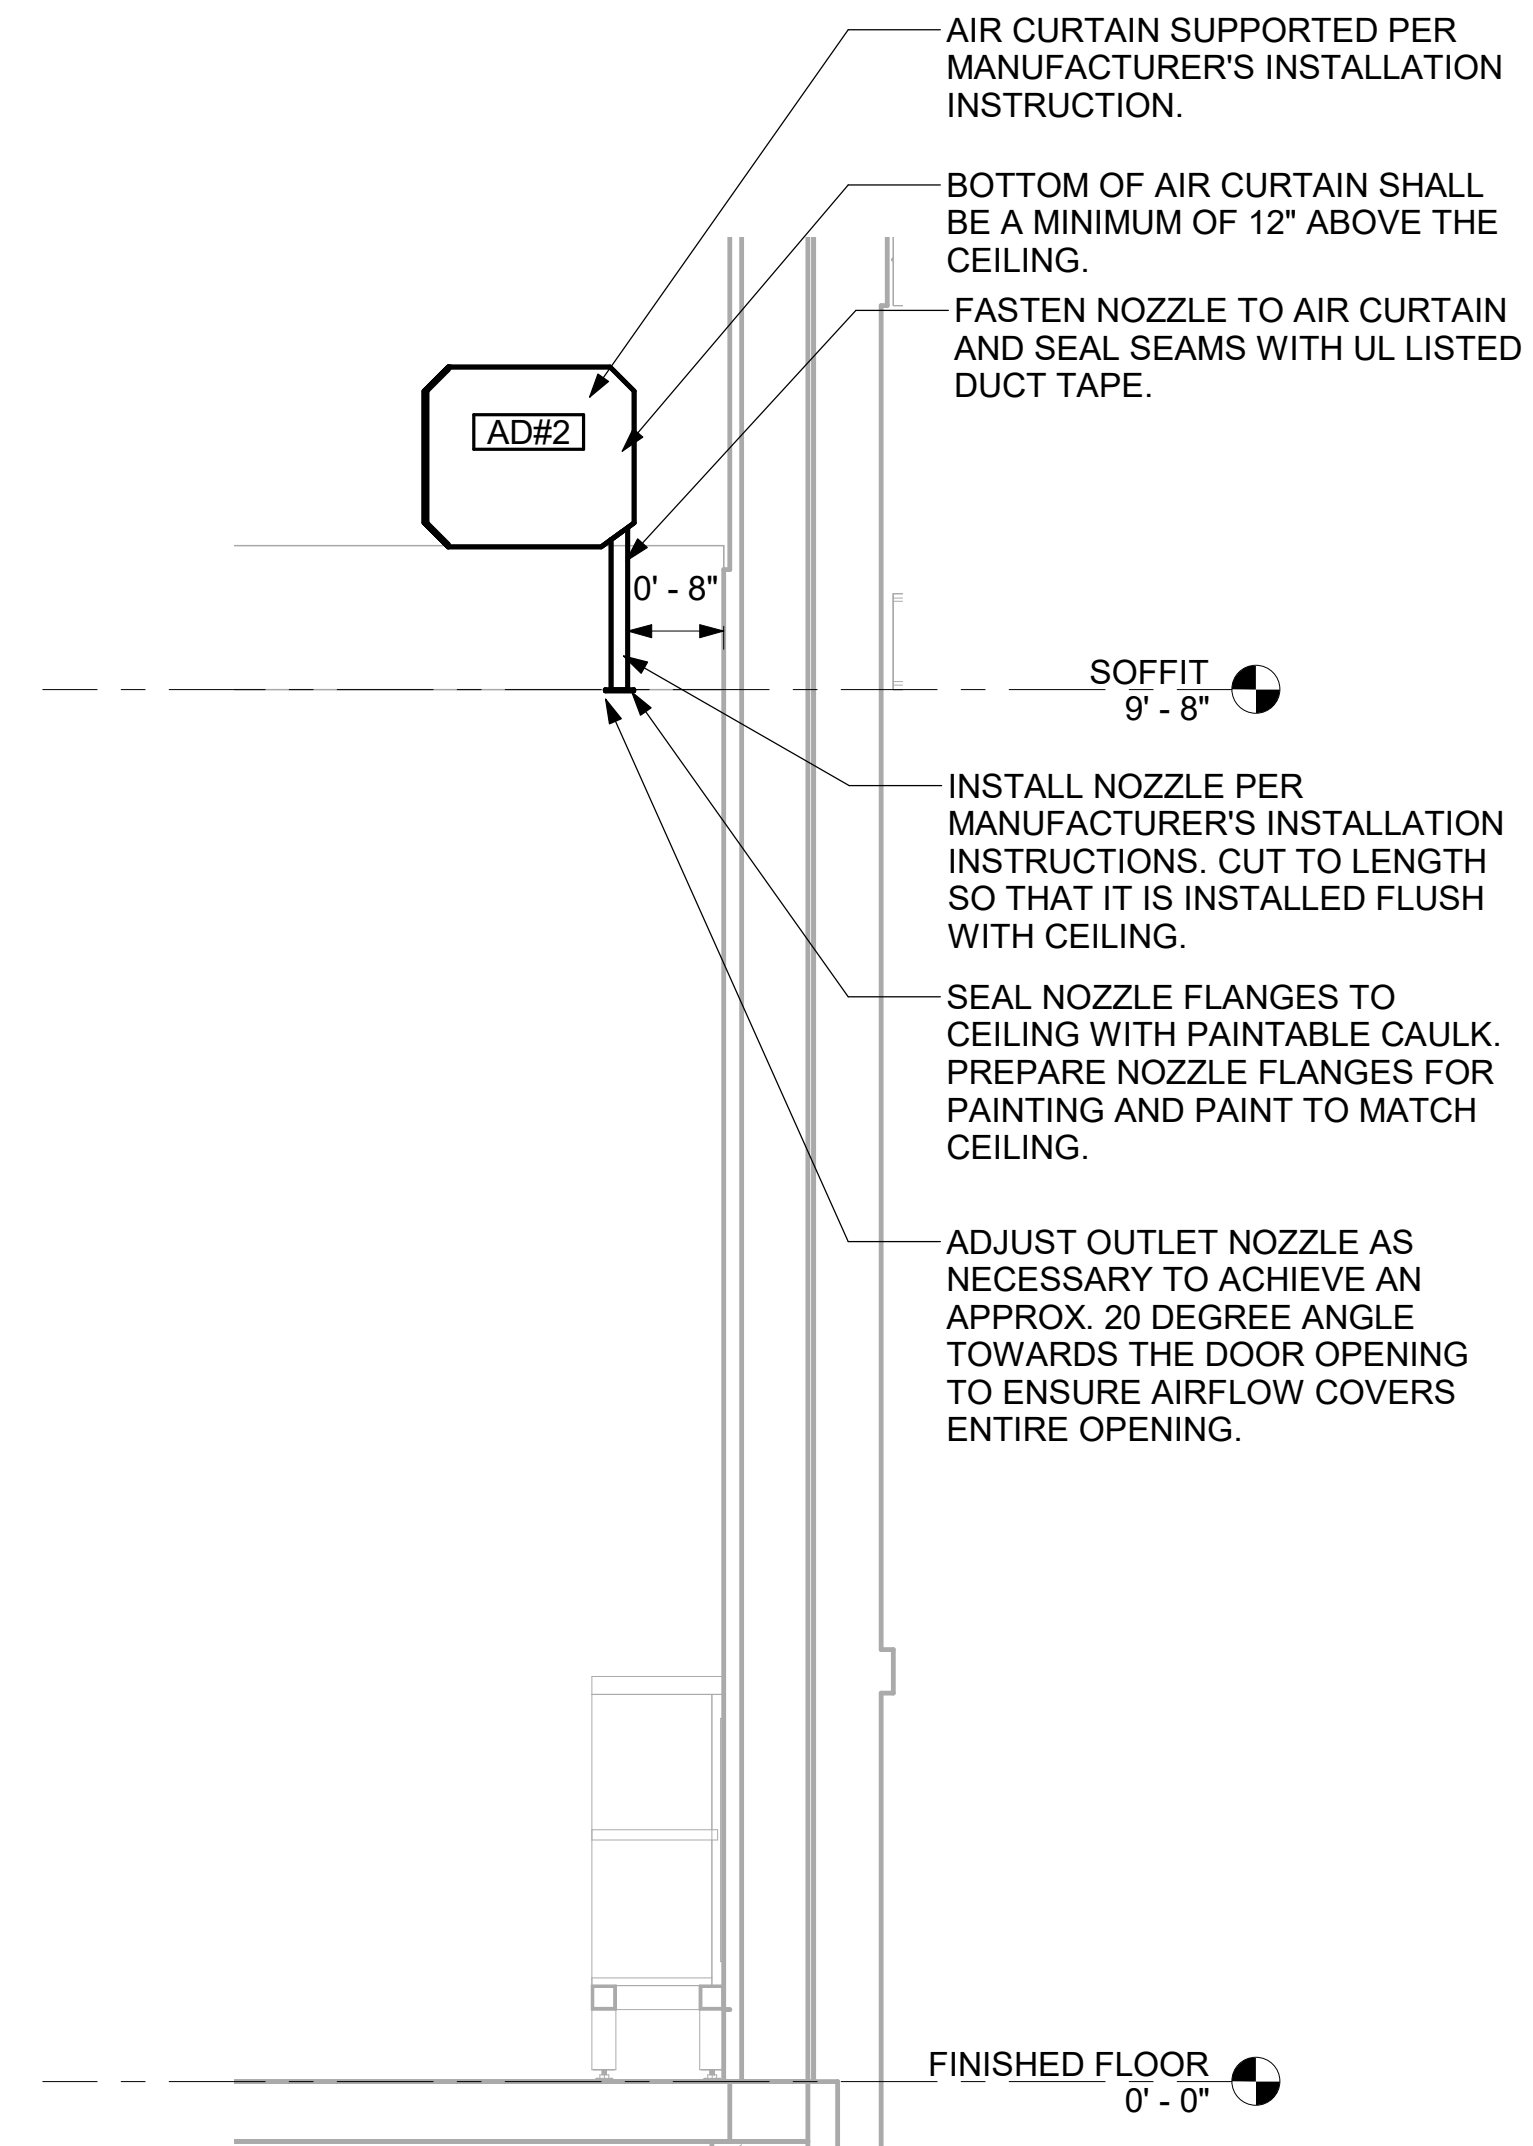 AIR CURTAIN SUPPORTED PER
MANUFACTURER'S INSTALLATION
INSTRUCTION.
BOTTOM OF AIR CURTAIN SHALL
BE A MINIMUM OF 12" ABOVE THE
CEILING.
FASTEN NOZZLE TO AIR CURTAIN
AND SEAL SEAMS WITH UL LISTED
DUCT TAPE.
AD#2
0' - 8"
SOFFIT
9' - 8"
INSTALL NOZZLE PER
MANUFACTURER'S INSTALLATION
INSTRUCTIONS. CUT TO LENGTH
SO THAT IT IS INSTALLED FLUSH
WITH CEILING.
SEAL NOZZLE FLANGES TO
CEILING WITH PAINTABLE CAULK.
PREPARE NOZZLE FLANGES FOR
PAINTING AND PAINT TO MATCH
CEILING.
ADJUST OUTLET NOZZLE AS
NECESSARY TO ACHIEVE AN
APPROX. 20 DEGREE ANGLE
TOWARDS THE DOOR OPENING
TO ENSURE AIRFLOW COVERS
ENTIRE OPENING.
FINISHED FLOOR
0' - 0"